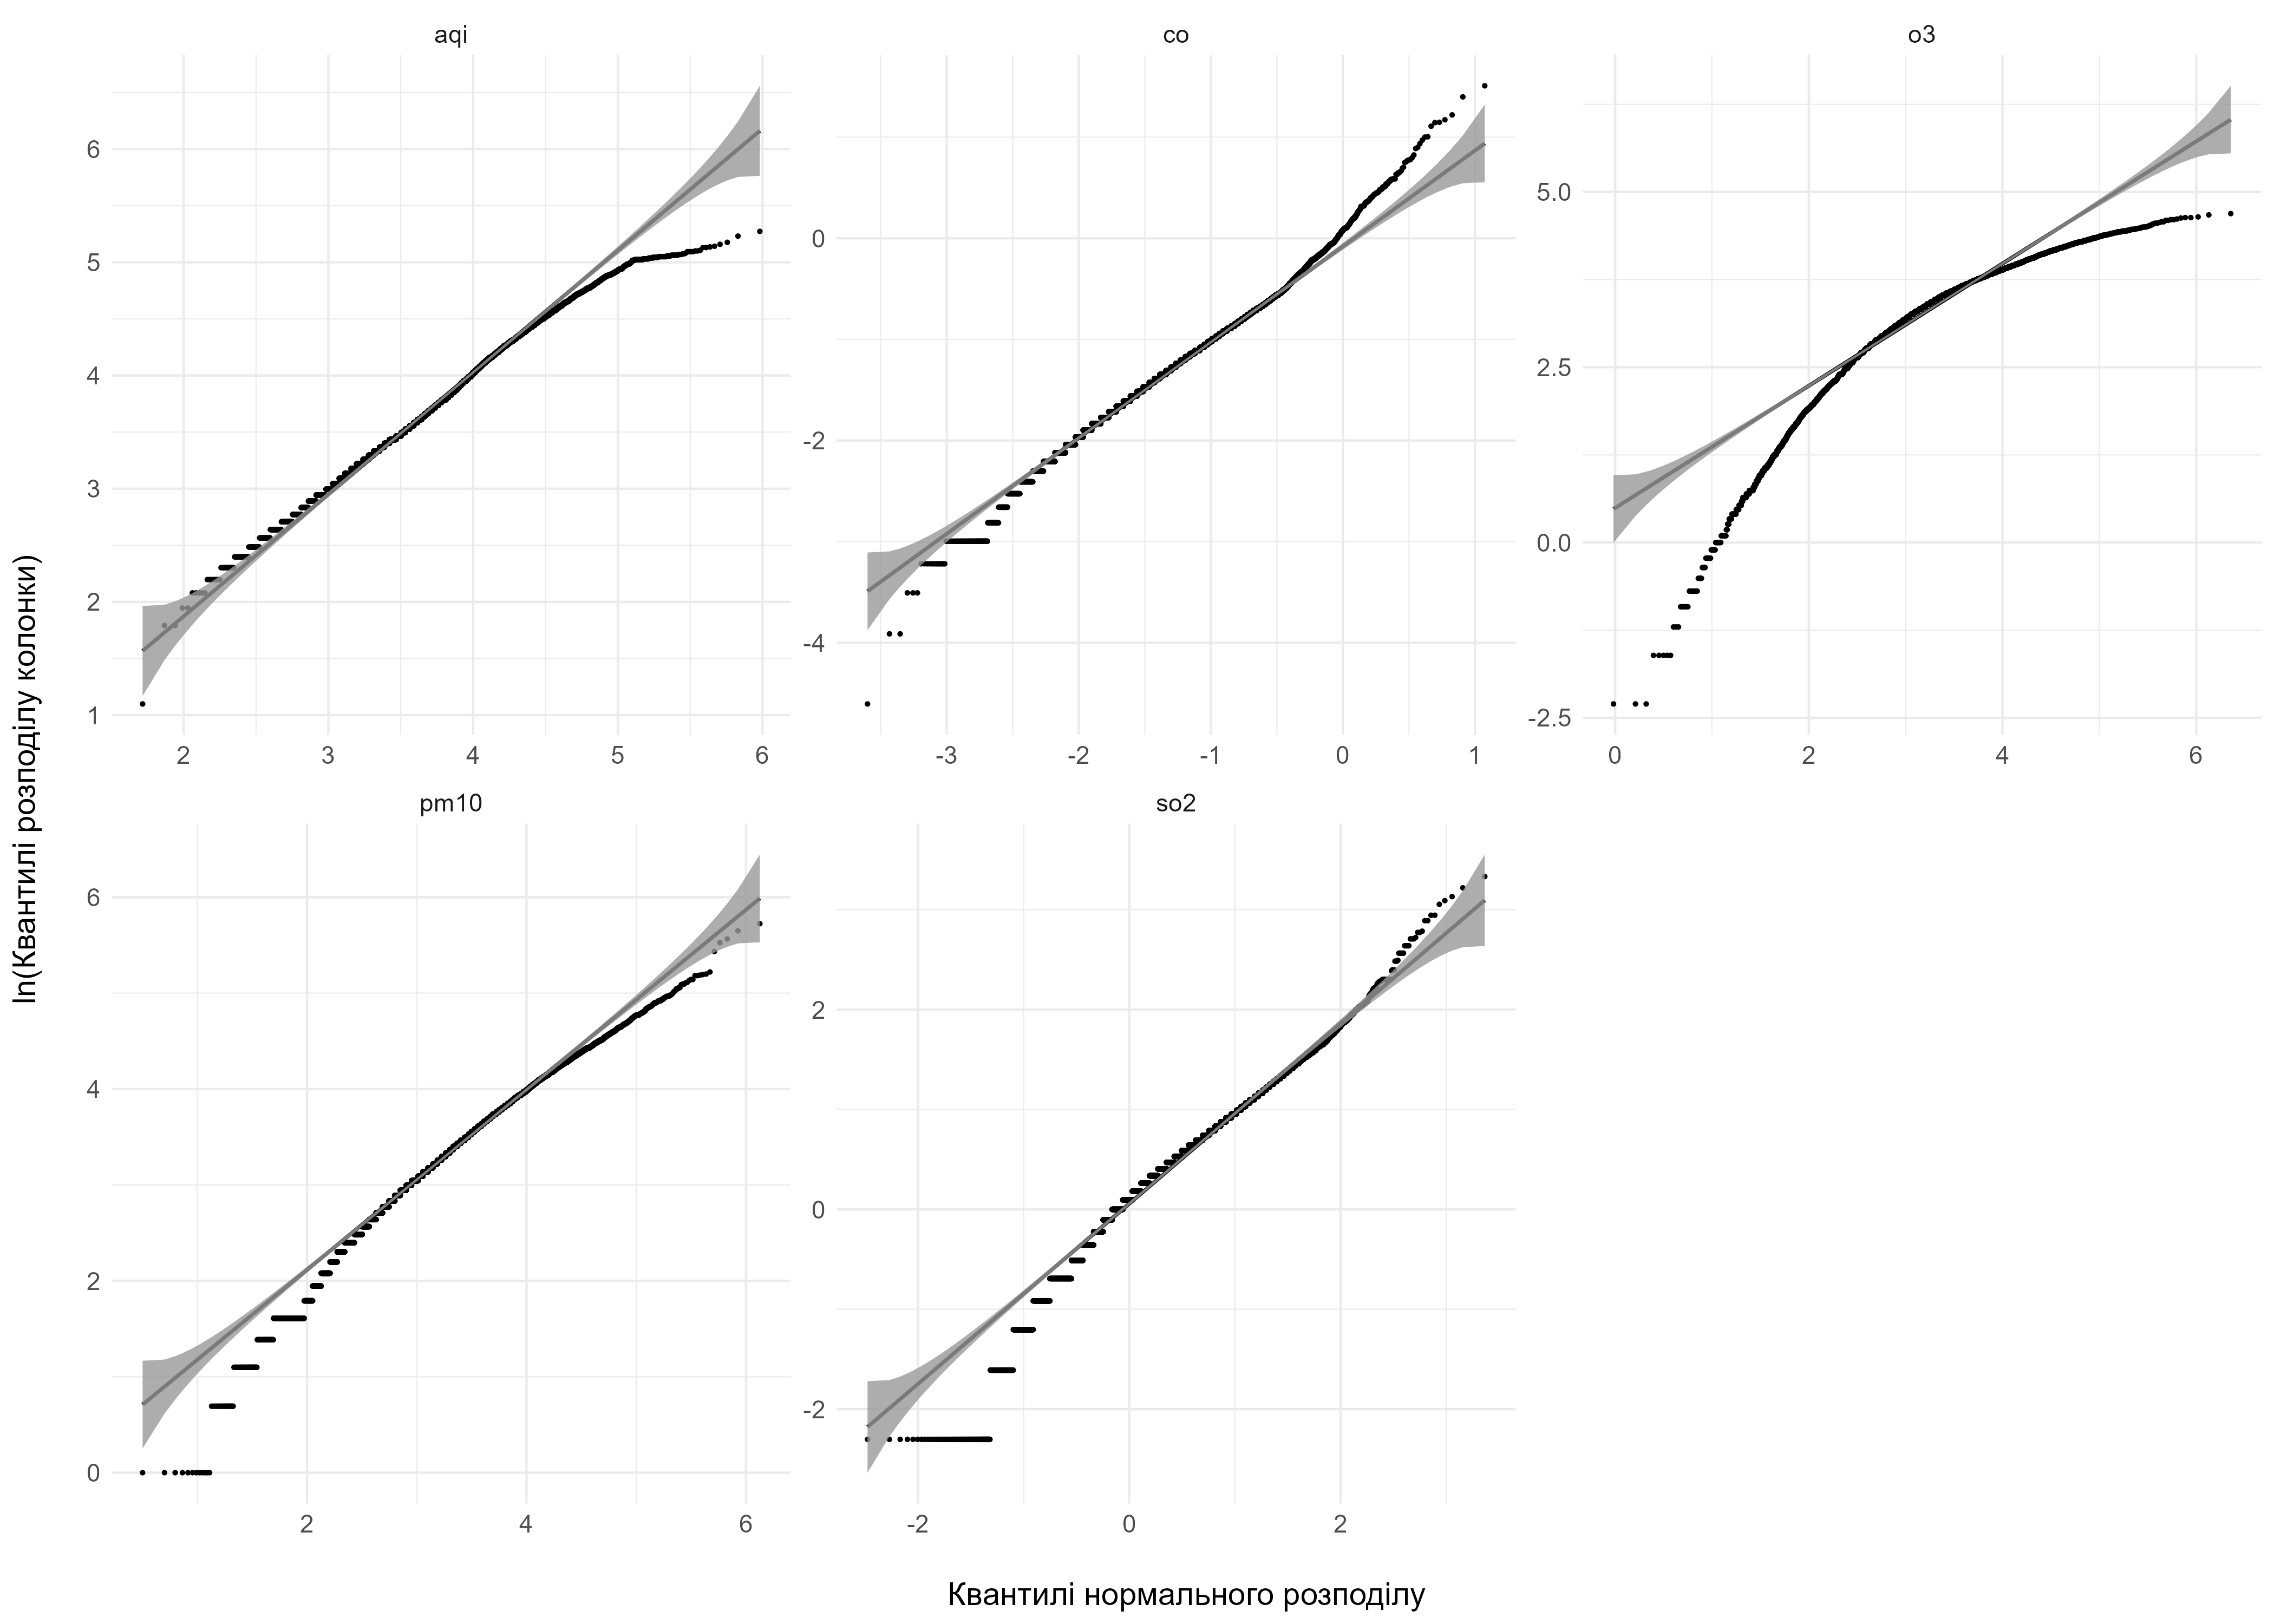 aqi
co
o3
6
5
4
3
2
1
0
-2
-4
5.0
2.5
0.0
-2.5
2 3 4 5 6
-3 -2 -1 0 1
0 2 4 6
ln(Квантилі розподілу колонки)
pm10
so2
6
4
2
0
2
0
-2
2 4 6
-2 0 2
Квантилі нормального розподілу